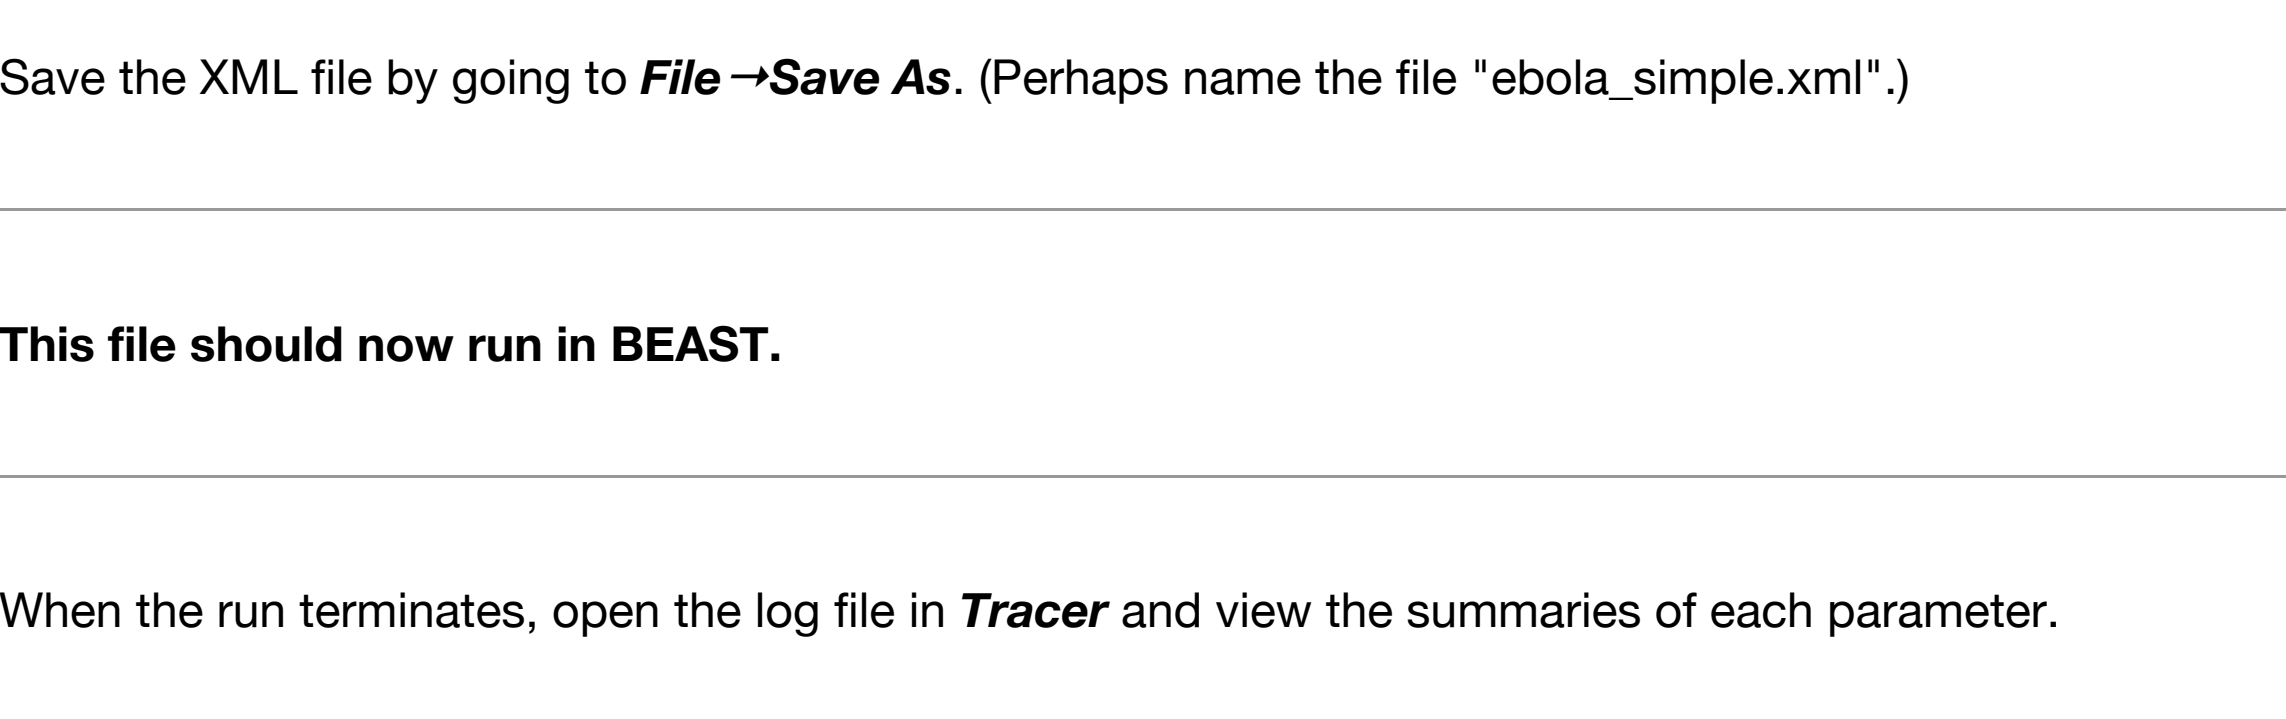 Save the XML file by going to File→Save As. (Perhaps name the file "ebola_simple.xml".)
This file should now run in BEAST.
When the run terminates, open the log file in Tracer and view the summaries of each parameter.